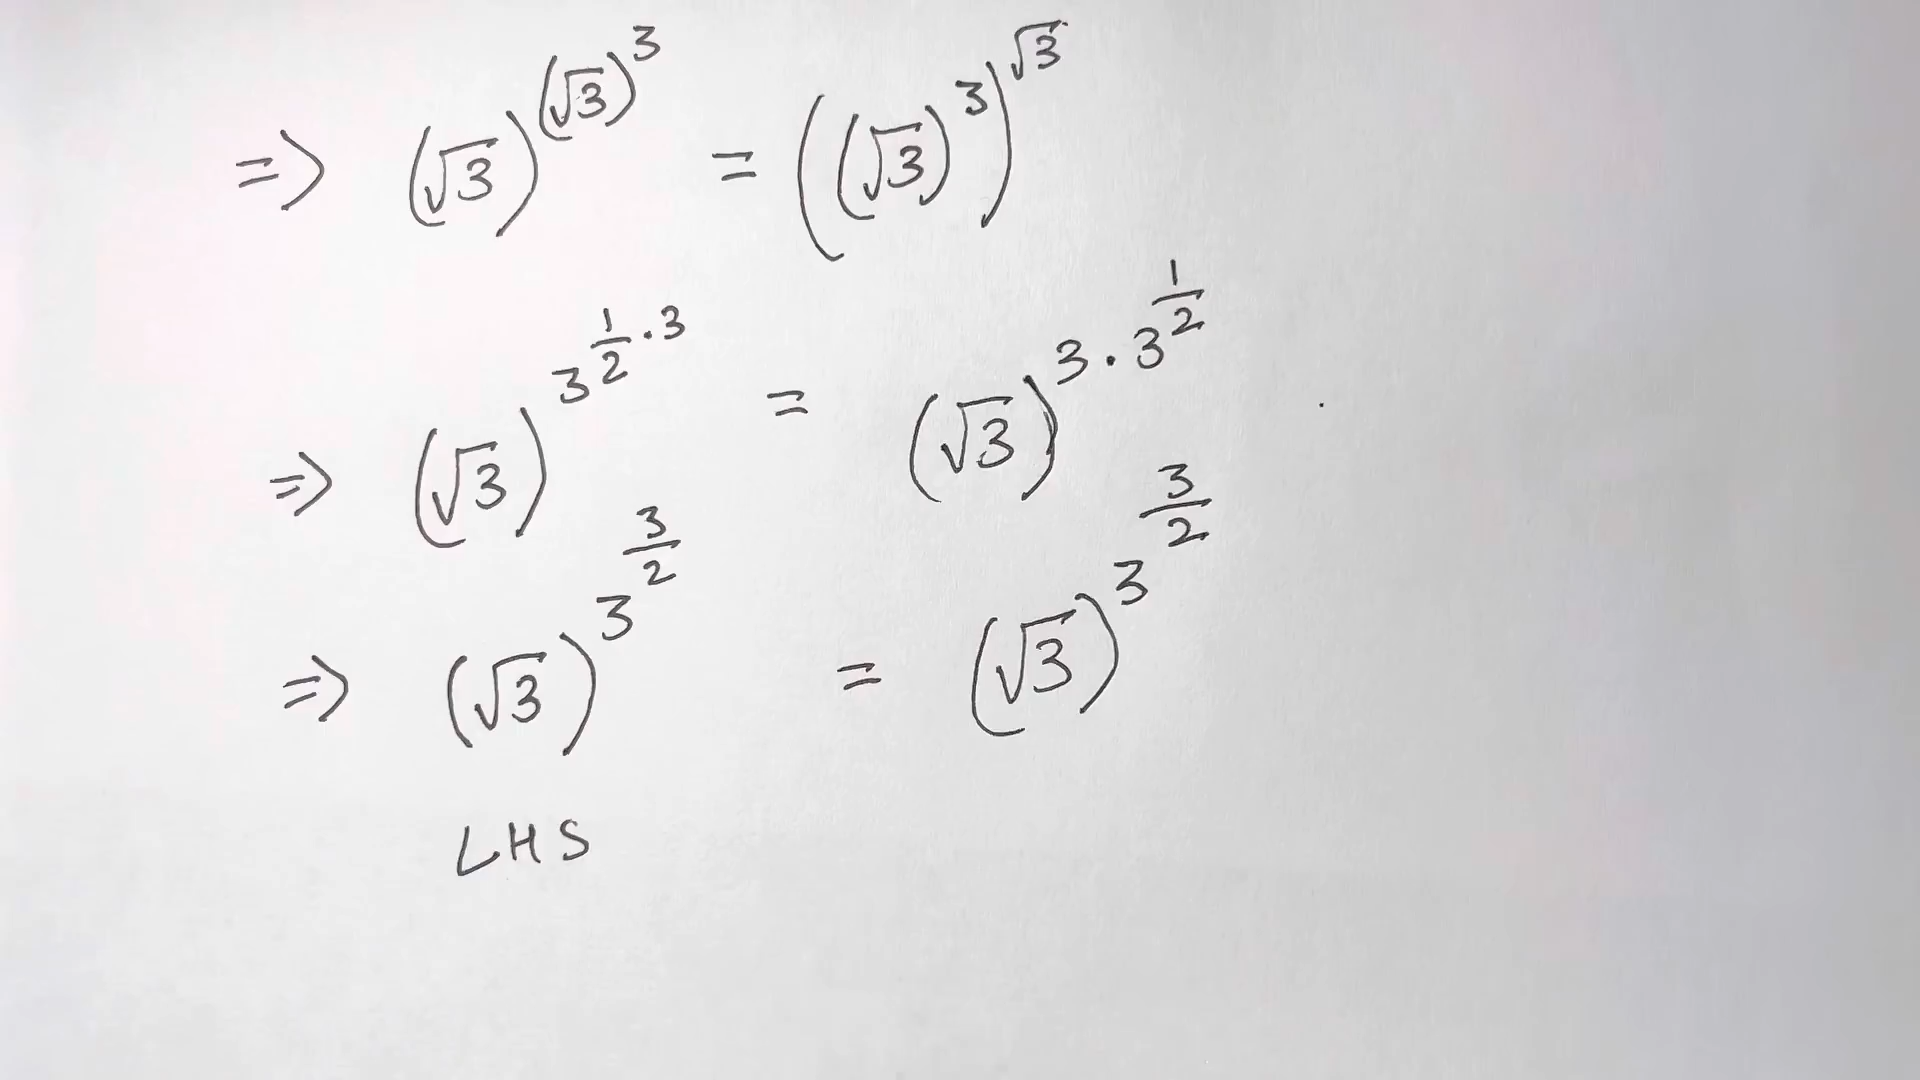 ⇒ (√3)^(√3)^3 = ((√3)^3)^√3
⇒ (√3)^3^(1/2 · 3) = (√3)^(3 · 3^(1/2))
⇒ (√3)^3^(3/2) = (√3)^3^(3/2)
LHS